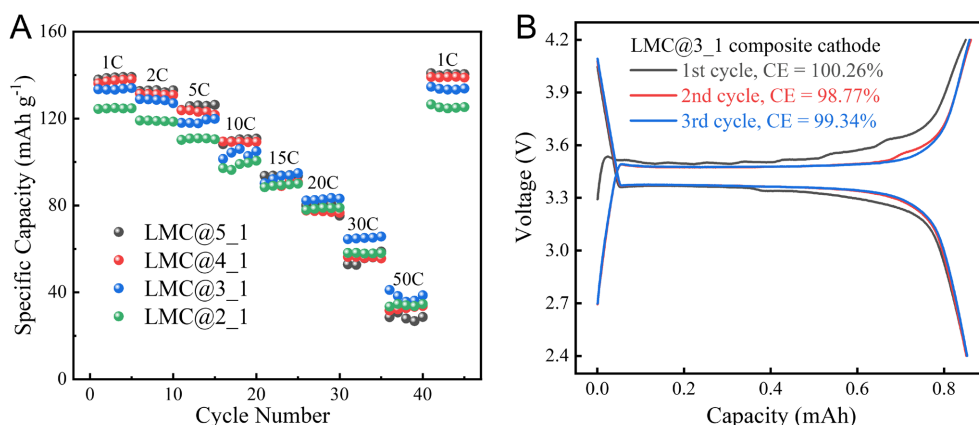 A
160
120
80
40
0
Specific Capacity (mAh g⁻¹)
1C
2C
5C
10C
15C
20C
30C
50C
1C
LMC@5_1
LMC@4_1
LMC@3_1
LMC@2_1
0 10 20 30 40
Cycle Number
B
4.2
3.9
3.6
3.3
3.0
2.7
2.4
Voltage (V)
LMC@3_1 composite cathode
1st cycle, CE = 100.26%
2nd cycle, CE = 98.77%
3rd cycle, CE = 99.34%
0.0 0.2 0.4 0.6 0.8
Capacity (mAh)